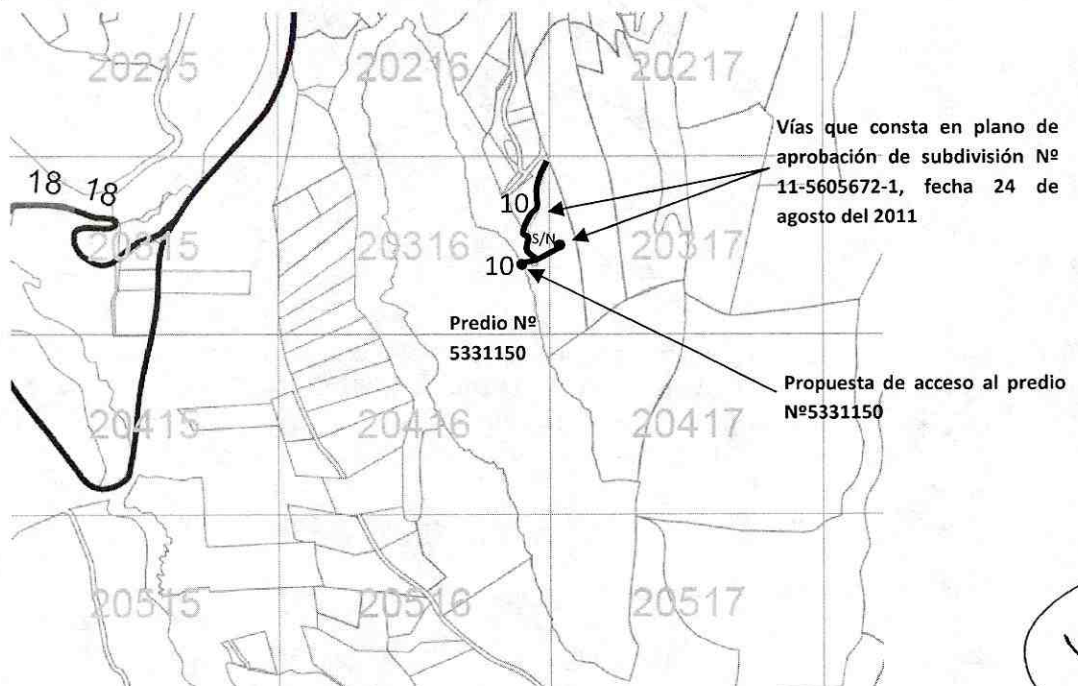 20215
20216
20217
Vías que consta en plano de
aprobación de subdivisión Nº
11-5605672-1, fecha 24 de
agosto del 2011
18
18
10
S/N
20315
20316
20317
10
Predio Nº
5331150
Propuesta de acceso al predio
Nº5331150
20415
20416
20417
20515
20516
20517